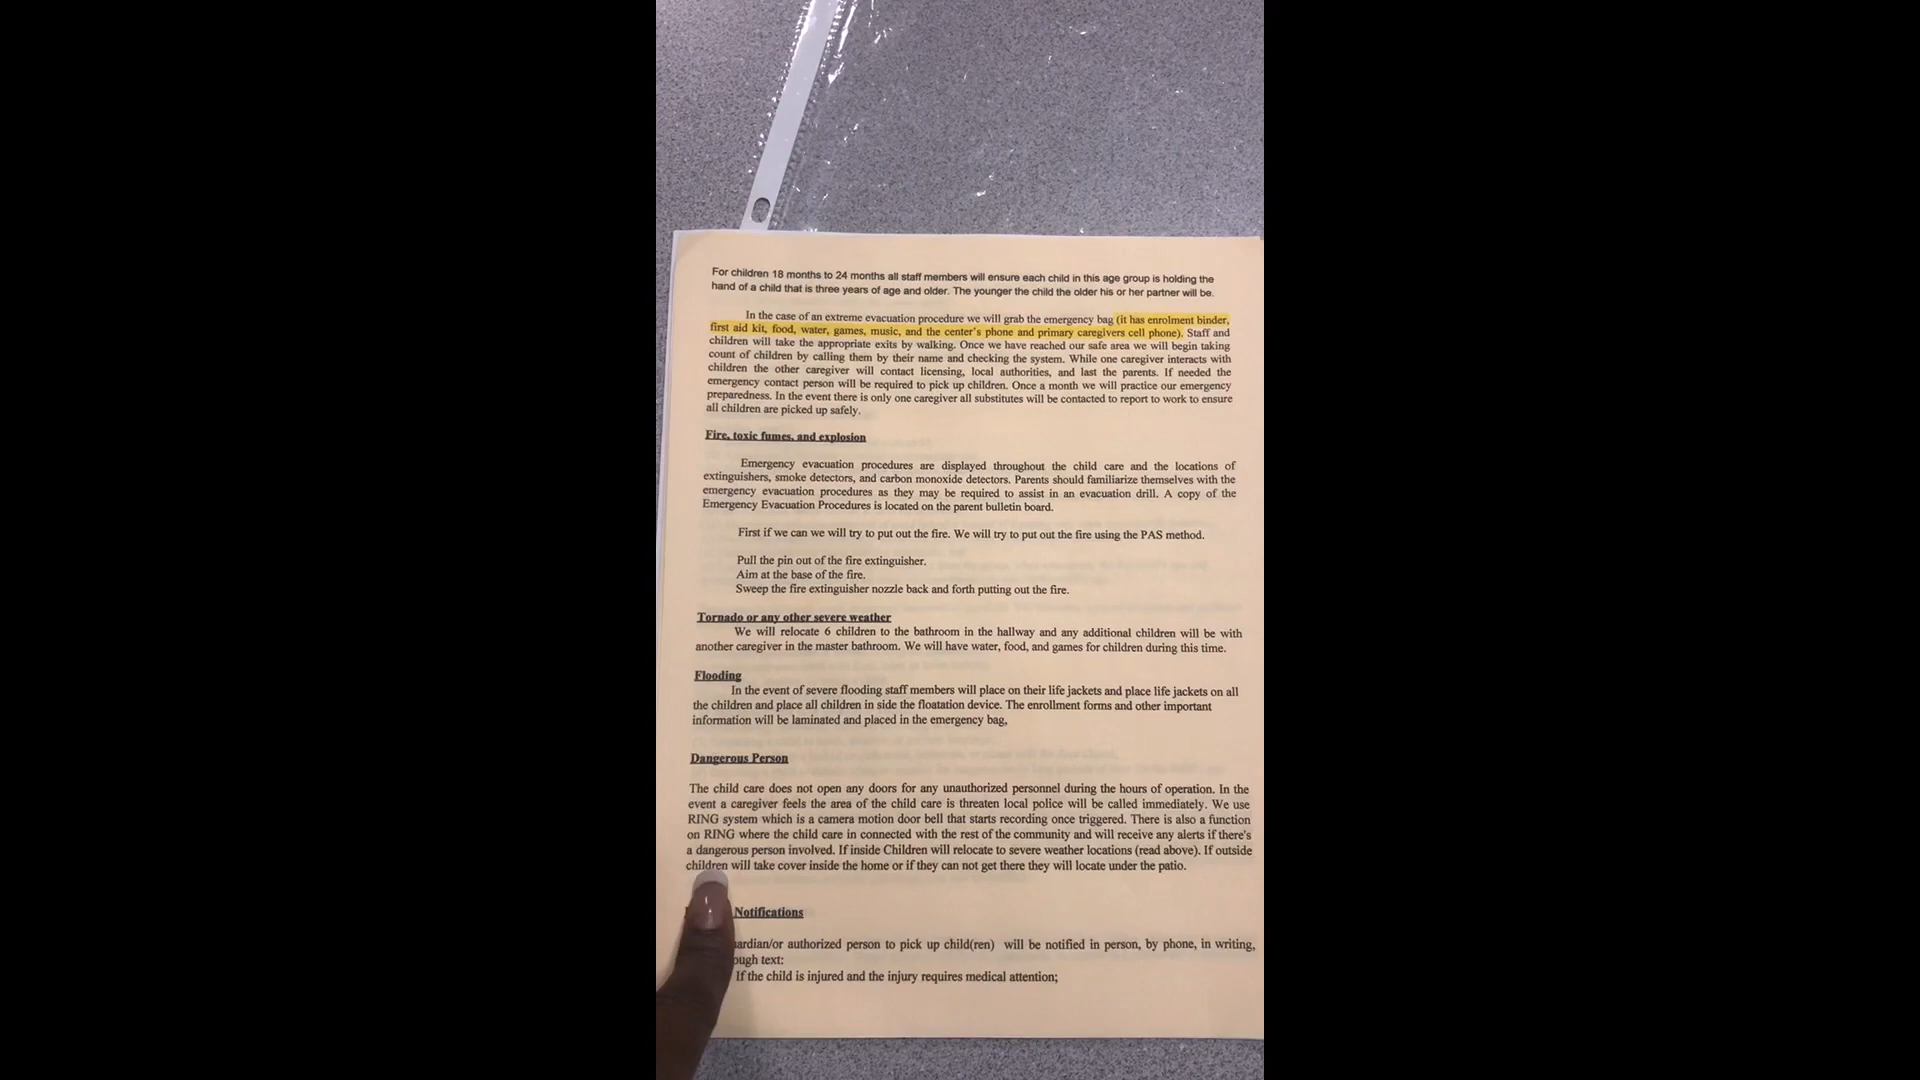 For children 18 months to 24 months all staff members will ensure each child in this age group is holding the
hand of a child that is three years of age and older. The younger the child the older his or her partner will be.
In the case of an extreme evacuation procedure we will grab the emergency bag (it has enrolment binder,
first aid kit, food, water, games, music, and the center's phone and primary caregivers cell phone). Staff and
children will take the appropriate exits by walking. Once we have reached our safe area we will begin taking
count of children by calling them by their name and checking the system. While one caregiver interacts with
children the other caregiver will contact licensing, local authorities, and last the parents. If needed the
emergency contact person will be required to pick up children. Once a month we will practice our emergency
preparedness. In the event there is only one caregiver all substitutes will be contacted to report to work to ensure
all children are picked up safely.
Fire, toxic fumes, and explosion
Emergency evacuation procedures are displayed throughout the child care and the locations of
extinguishers, smoke detectors, and carbon monoxide detectors. Parents should familiarize themselves with the
emergency evacuation procedures as they may be required to assist in an evacuation drill. A copy of the
Emergency Evacuation Procedures is located on the parent bulletin board.
First if we can we will try to put out the fire. We will try to put out the fire using the PAS method.
Pull the pin out of the fire extinguisher.
Aim at the base of the fire.
Sweep the fire extinguisher nozzle back and forth putting out the fire.
Tornado or any other severe weather
We will relocate 6 children to the bathroom in the hallway and any additional children will be with
another caregiver in the master bathroom. We will have water, food, and games for children during this time.
Flooding
In the event of severe flooding staff members will place on their life jackets and place life jackets on all
the children and place all children in side the floatation device. The enrollment forms and other important
information will be laminated and placed in the emergency bag,
Dangerous Person
The child care does not open any doors for any unauthorized personnel during the hours of operation. In the
event a caregiver feels the area of the child care is threaten local police will be called immediately. We use
RING system which is a camera motion door bell that starts recording once triggered. There is also a function
on RING where the child care in connected with the rest of the community and will receive any alerts if there's
a dangerous person involved. If inside Children will relocate to severe weather locations (read above). If outside
children will take cover inside the home or if they can not get there they will locate under the patio.
Notifications
ardian/or authorized person to pick up child(ren) will be notified in person, by phone, in writing,
ough text:
If the child is injured and the injury requires medical attention;